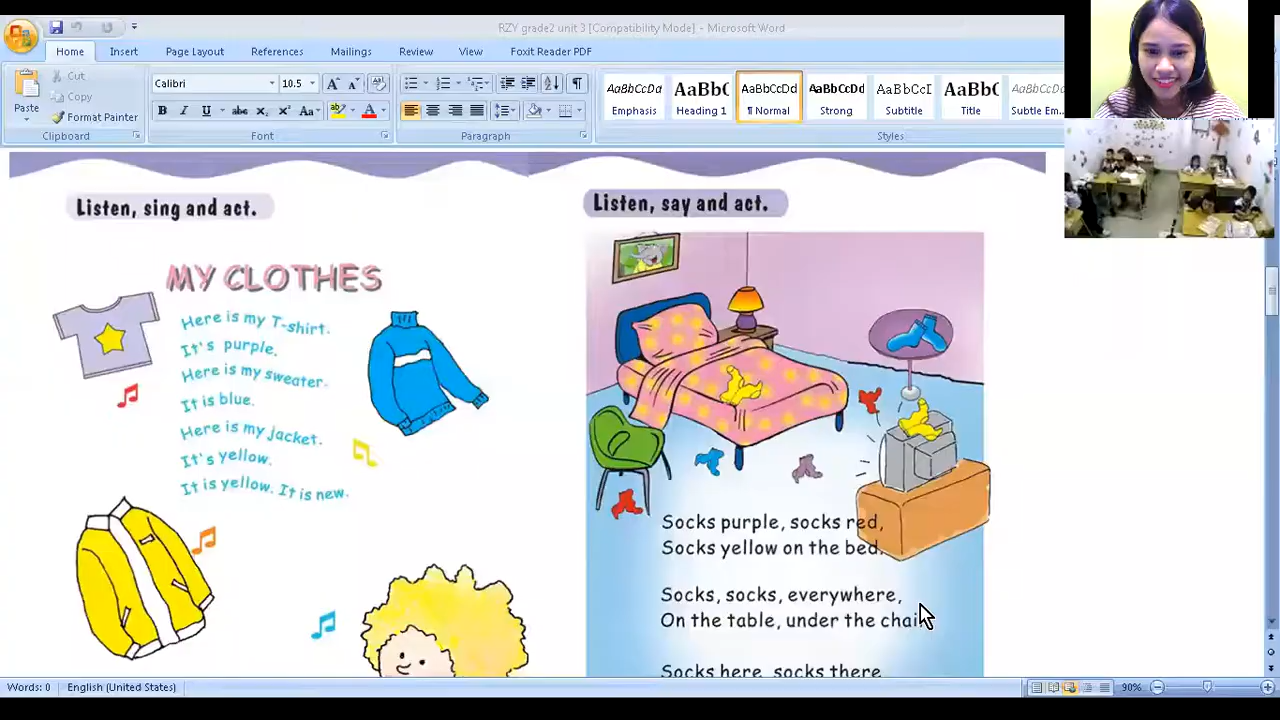 RZY grade2 unit 3 [Compatibility Mode] - Microsoft Word
Home Insert Page Layout References Mailings Review View Foxit Reader PDF
Paste
Cut
Copy
Format Painter
Clipboard
Calibri 10.5
Font
Paragraph
AaBbCcDd AaBbC AaBbCcDd AaBbCcDd AaBbCcI AaBbC AaBbCcDd
Emphasis Heading 1 ¶ Normal Strong Subtitle Title Subtle Em...
Styles
Listen, sing and act.
MY CLOTHES
Here is my T-shirt.
It's purple.
Here is my sweater.
It is blue.
Here is my jacket.
It's yellow.
It is yellow. It is new.
Listen, say and act.
Socks purple, socks red,
Socks yellow on the bed.
Socks, socks, everywhere,
On the table, under the chair.
Socks here, socks there
Words: 0 English (United States) 90%